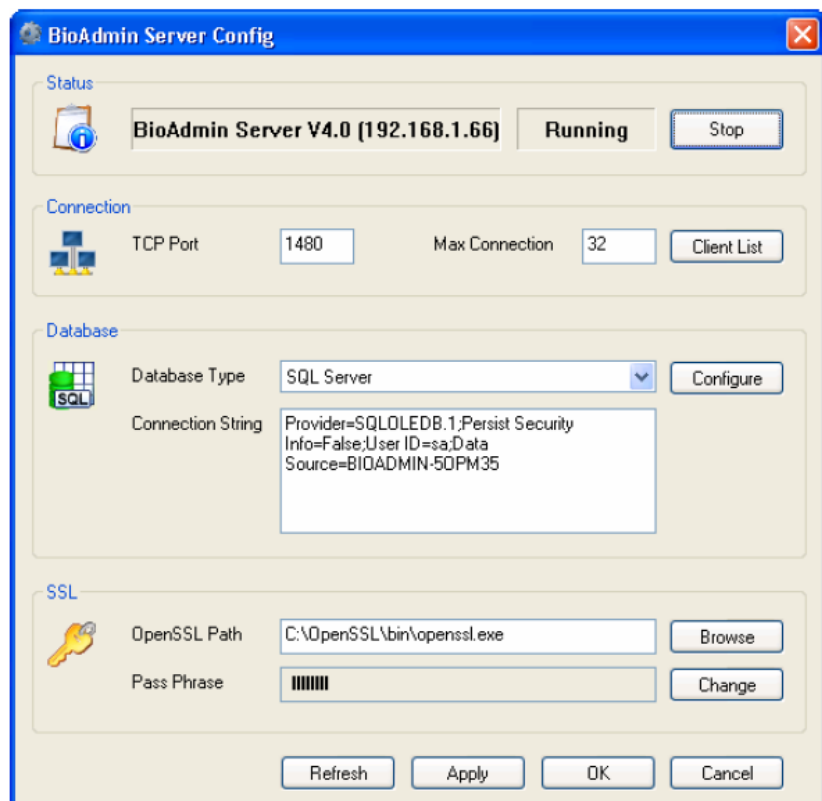 BioAdmin Server Config
Status
BioAdmin Server V4.0 (192.168.1.66)
Running
Stop
Connection
TCP Port
1480
Max Connection
32
Client List
Database
Database Type
SQL Server
Configure
SQL
Connection String
Provider=SQLOLEDB.1;Persist Security
Info=False;User ID=sa;Data
Source=BIOADMIN-5OPM35
SSL
OpenSSL Path
C:\OpenSSL\bin\openssl.exe
Browse
Pass Phrase
Change
Refresh
Apply
OK
Cancel